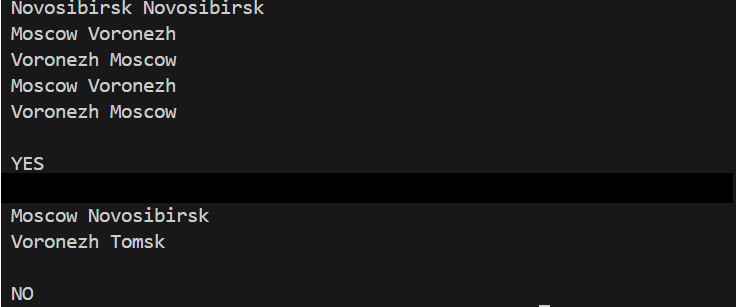 Novosibirsk Novosibirsk
Moscow Voronezh
Voronezh Moscow
Moscow Voronezh
Voronezh Moscow
YES
Moscow Novosibirsk
Voronezh Tomsk
NO